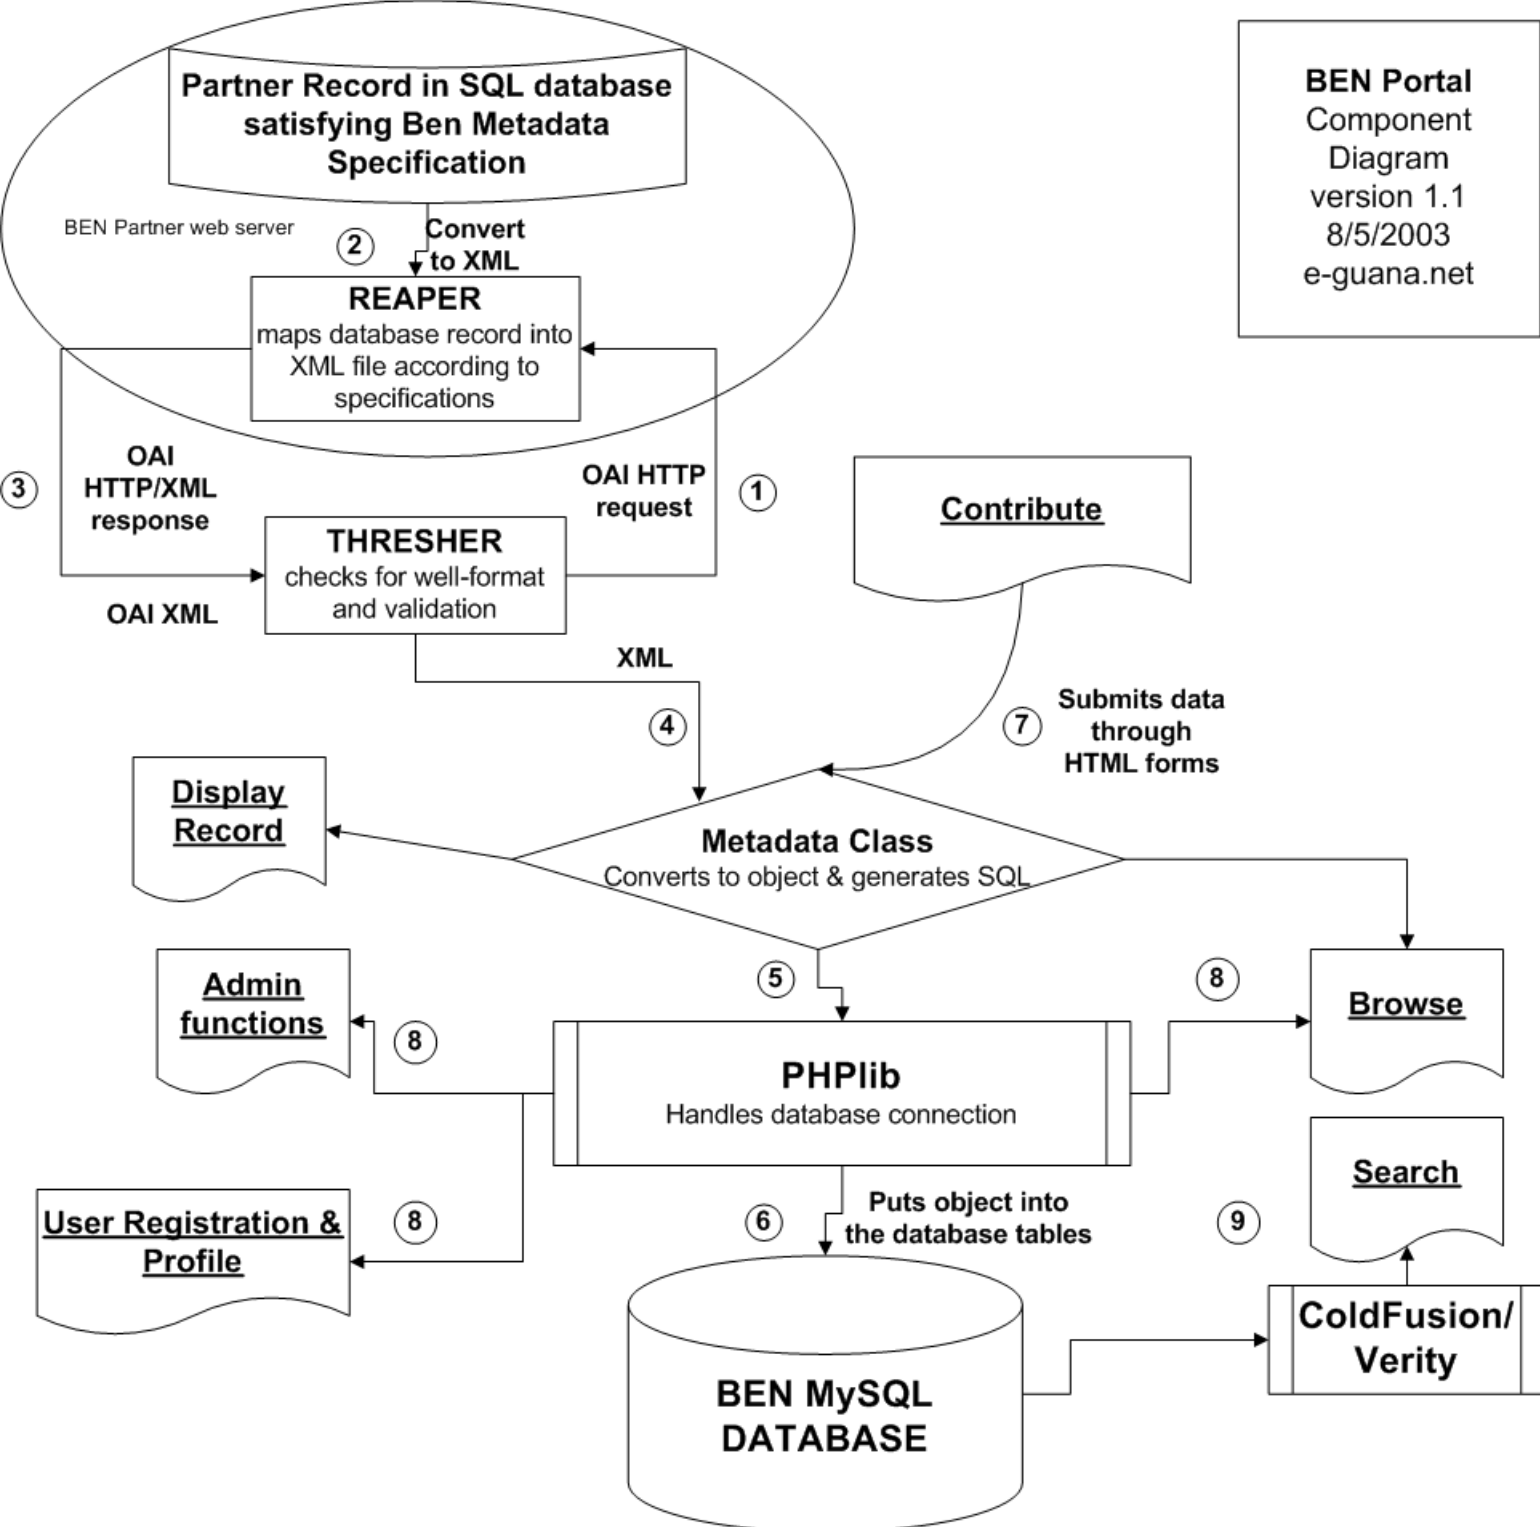 Partner Record in SQL database
satisfying Ben Metadata
Specification
BEN Portal
Component
Diagram
version 1.1
8/5/2003
e-guana.net
BEN Partner web server
2
Convert
to XML
REAPER
maps database record into
XML file according to
specifications
3
OAI
HTTP/XML
response
OAI HTTP
request
1
THRESHER
checks for well-format
and validation
OAI XML
Contribute
XML
4
7
Submits data
through
HTML forms
Display
Record
Metadata Class
Converts to object & generates SQL
5
8
Admin
functions
8
Browse
PHPlib
Handles database connection
Search
User Registration &
Profile
8
6
Puts object into
the database tables
9
ColdFusion/
Verity
BEN MySQL
DATABASE